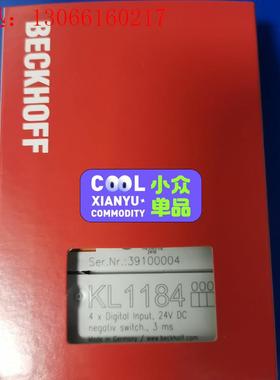 : 13066160217
BECKHOFF
COOL 小众
XIANYU· 单品
COMMODITY
Ser.Nr.:39100004
KL1184
4 x Digital Input, 24V DC
negativ switch., 3 ms
Made in Germany / www.beckhoff.com